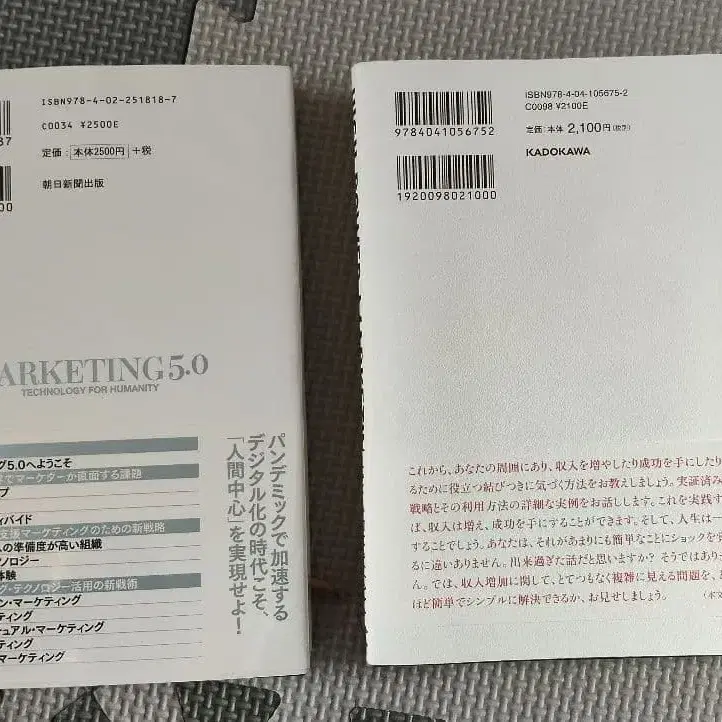 ISBN978-4-02-251818-7
C0034 ¥2500E
定価:本体2500円+税
朝日新聞出版
87
00
ARKETING 5.0
TECHNOLOGY FOR HUMANITY
パンデミックで加速する
デジタル化の時代こそ、
「人間中心」を実現せよ!
グ5.0へようこそ
でマーケターが直面する課題
プ
ィバイド
支援マーケティングのための新戦略
の準備度が高い組織
ノロジー
体験
グ・テクノロジー活用の新戦術
ン・マーケティング
ティング
チュアル・マーケティング
ティング
マーケティング
ISBN978-4-04-105675-2
C0098 ¥2100E
9784041056752
定価:本体2,100円(税別)
KADOKAWA
1920098021000
これから、あなたの周囲にあり、収入を増やしたり成功を手にしたり
るために役立つ結びつきに気づく方法をお教えしましょう。実証済み
戦略とその利用方法の詳細な実例をお話しします。これを実践す
ば、収入は増え、成功を手にすることができます。そして、人生は一
することでしょう。あなたは、それがあまりにも簡単なことにショックを
るに違いありません。出来過ぎた話だと思いますか? そうではありま
ん。では、収入増加に関して、とてつもなく複雑に見える問題を、
ほど簡単でシンプルに解決できるか、お見せしましょう。
(本文